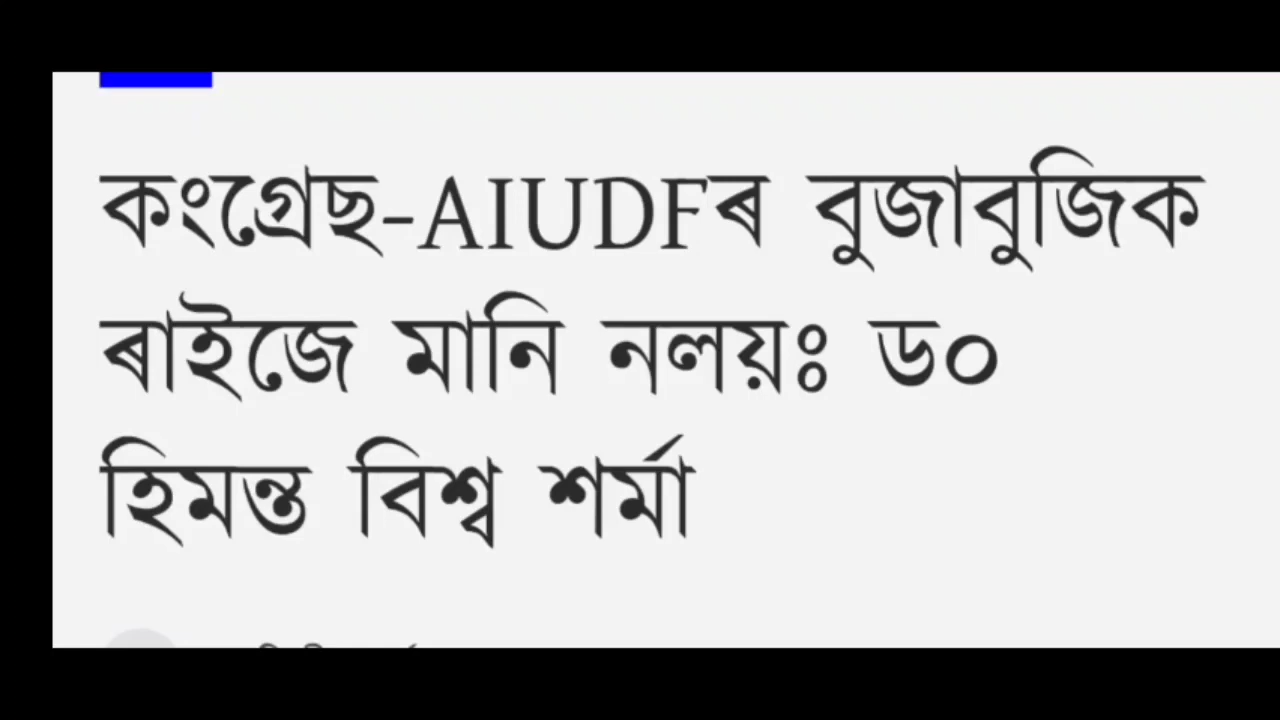 কংগ্ৰেছ-AIUDFৰ বুজাবুজিক
ৰাইজে মানি নলয়ঃ ড০
হিমন্ত বিশ্ব শৰ্মা